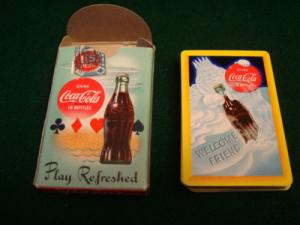 DRINK
Coca-Cola
IN BOTTLES
Play Refreshed
DRINK
Coca-Cola
WELCOME
FRIEND